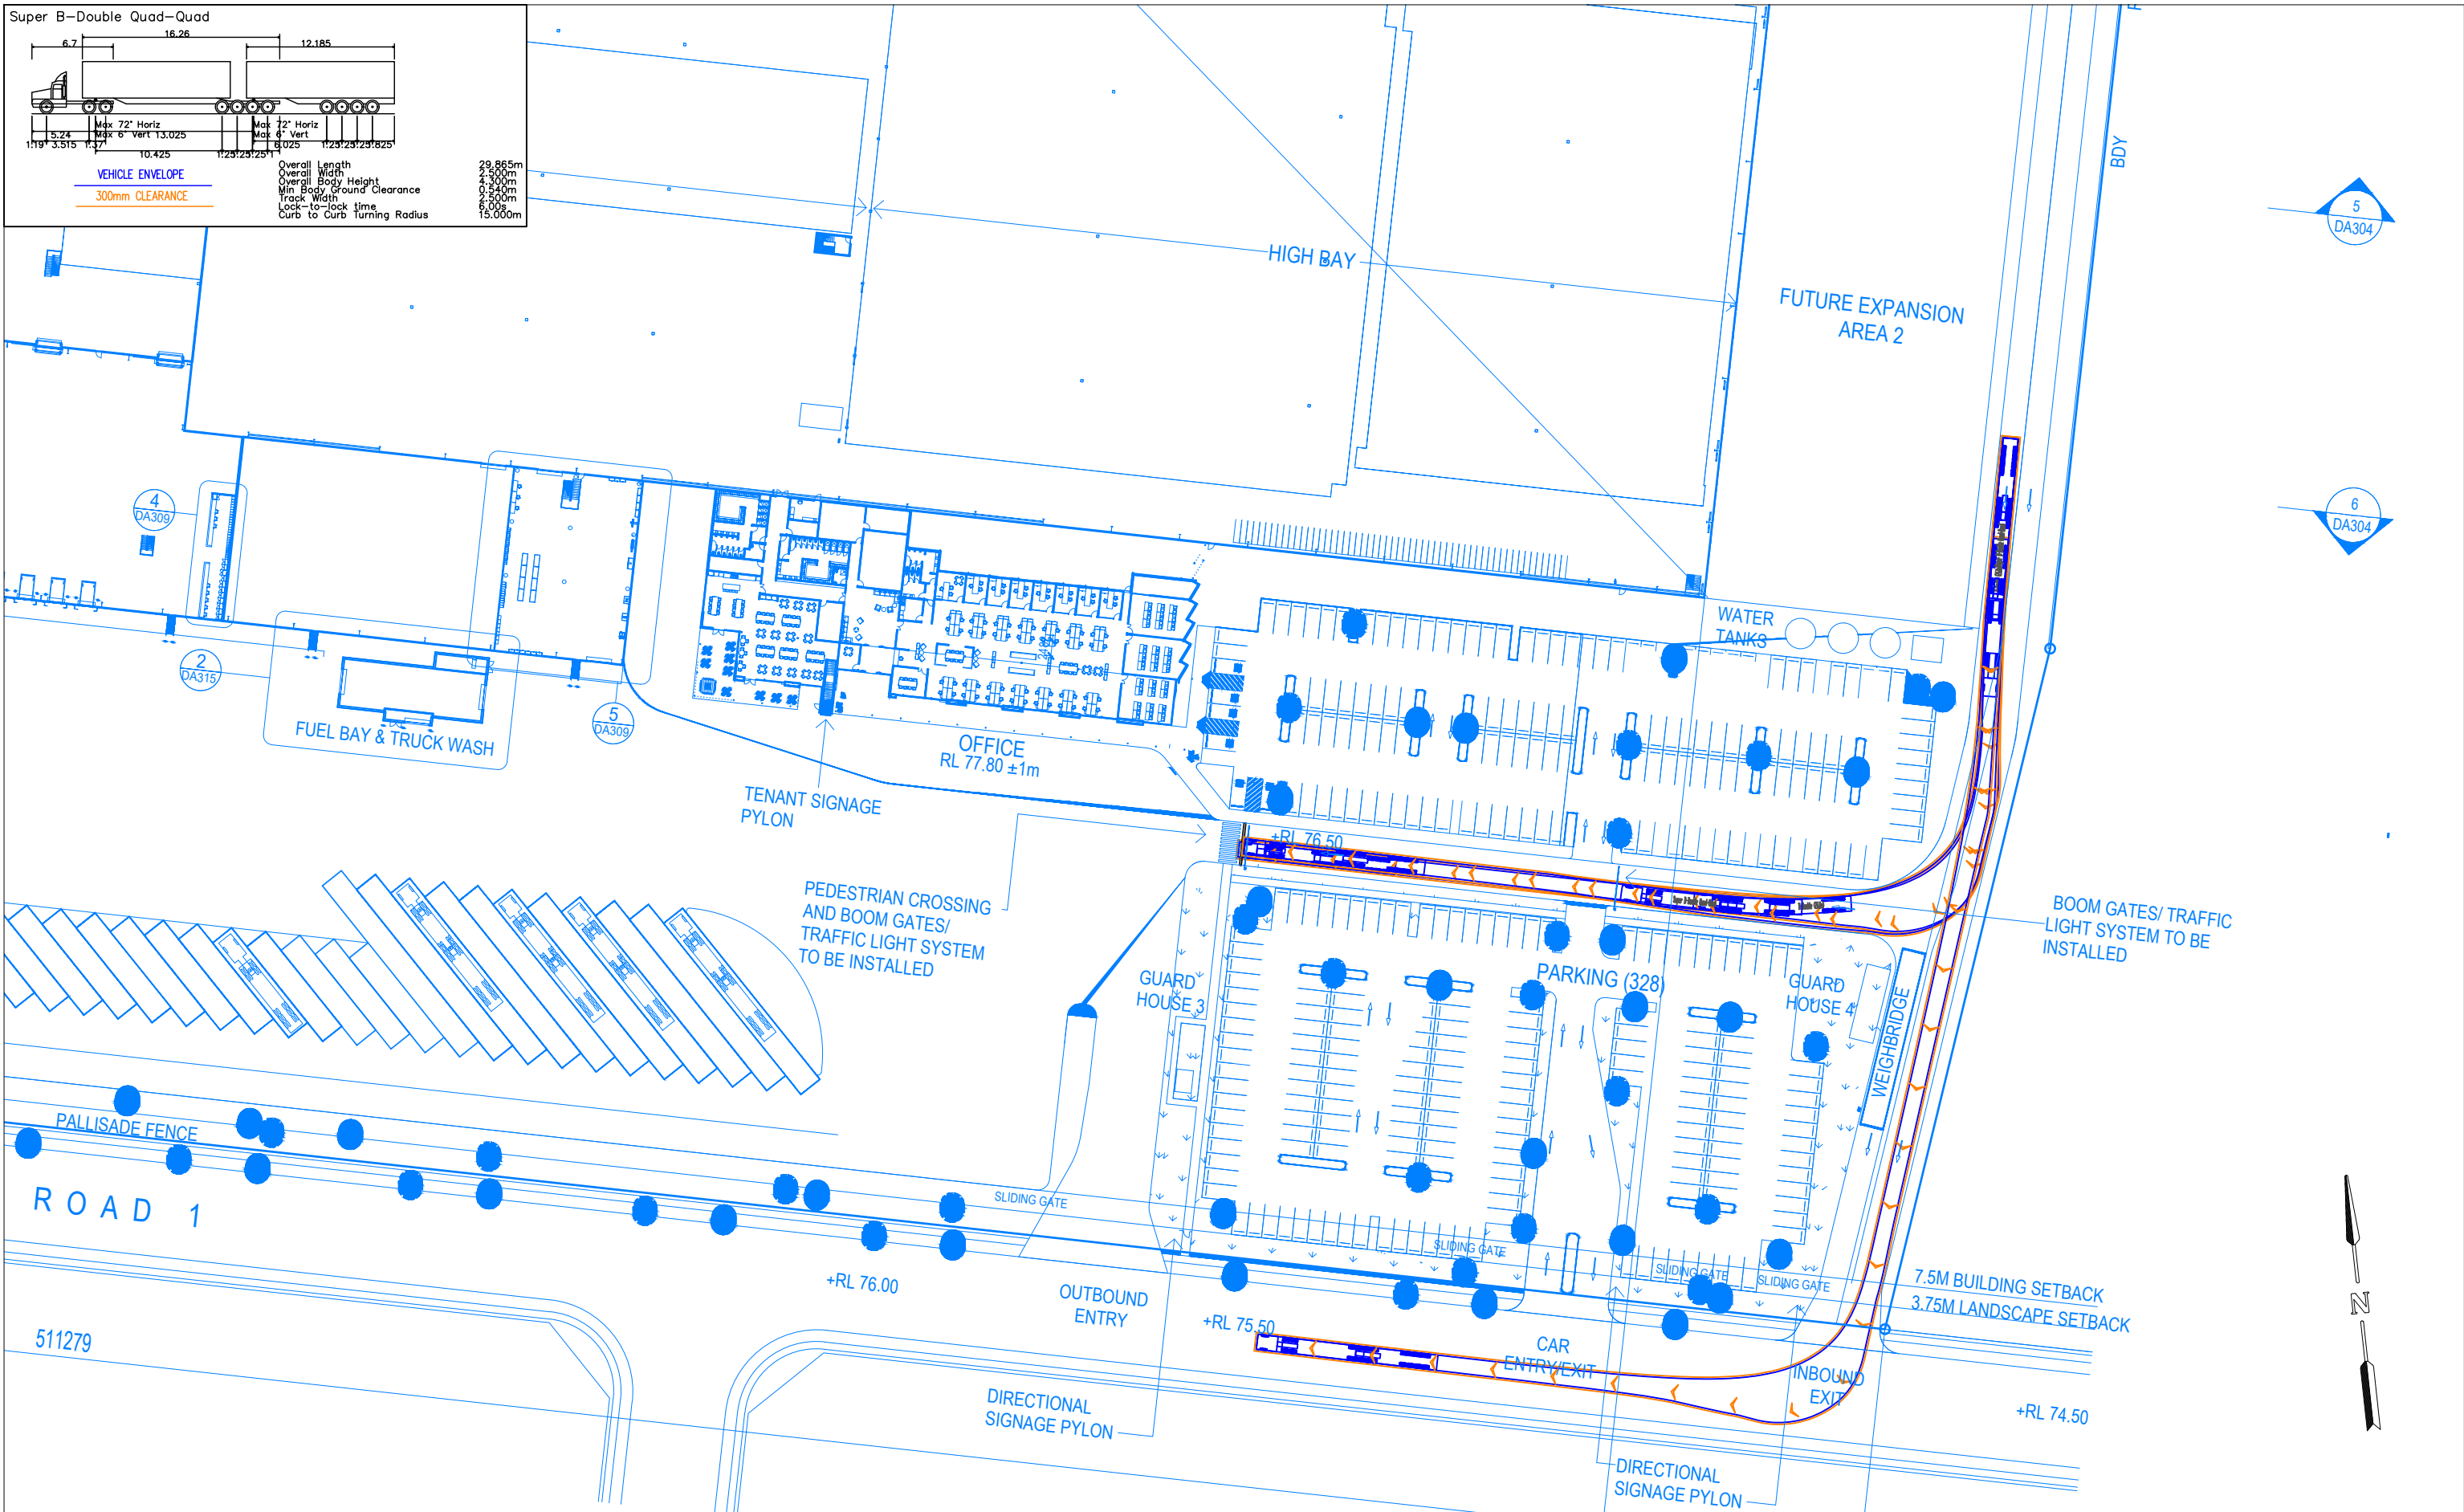 Super B-Double Quad-Quad
16.26
6.7
12.185
Max 72° Horiz
Max 6° Vert 13.025
Max 72° Horiz
Max 6° Vert
5.24
6.025
1.19
3.515
1.37
10.425
VEHICLE ENVELOPE
300mm CLEARANCE
Overall Length 29.865m
Overall Width 2.500m
Overall Body Height 4.300m
Min Body Ground Clearance 0.540m
Track Width 2.500m
Lock-to-lock time 6.00s
Curb to Curb Turning Radius 15.000m
BDY
5
DA304
HIGH BAY
FUTURE EXPANSION
AREA 2
4
DA309
6
DA304
WATER
TANKS
2
DA315
5
DA309
FUEL BAY & TRUCK WASH
OFFICE
RL 77.80 ±1m
TENANT SIGNAGE
PYLON
+RL 76.50
PEDESTRIAN CROSSING
AND BOOM GATES/
TRAFFIC LIGHT SYSTEM
TO BE INSTALLED
BOOM GATES/ TRAFFIC
LIGHT SYSTEM TO BE
INSTALLED
GUARD
HOUSE 3
PARKING (328)
GUARD
HOUSE 4
WEIGHBRIDGE
PALLISADE FENCE
ROAD 1
SLIDING GATE
SLIDING GATE
SLIDING GATE
SLIDING GATE
7.5M BUILDING SETBACK
3.75M LANDSCAPE SETBACK
+RL 76.00
OUTBOUND
ENTRY
+RL 75.50
CAR
ENTRY/EXIT
INBOUND
EXIT
+RL 74.50
511279
DIRECTIONAL
SIGNAGE PYLON
DIRECTIONAL
SIGNAGE PYLON
N